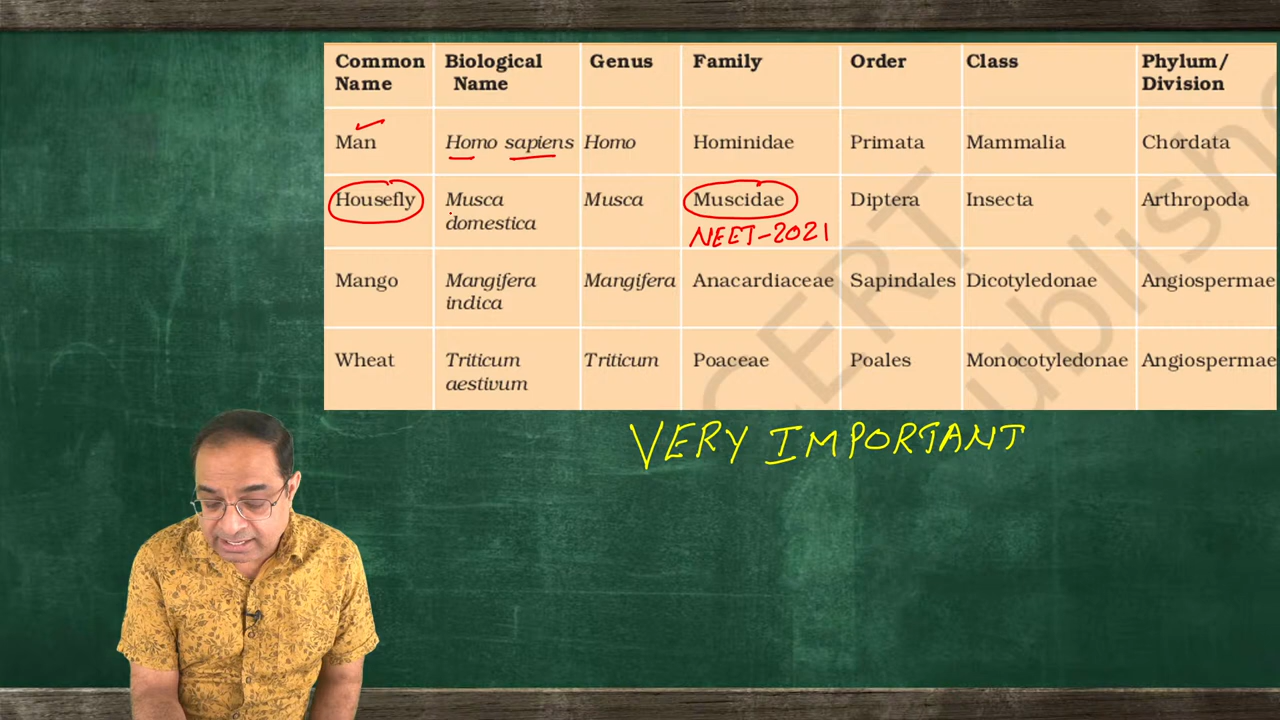 Common Name Biological Name Genus Family Order Class Phylum/ Division
Man Homo sapiens Homo Hominidae Primata Mammalia Chordata
Housefly Musca domestica Musca Muscidae Diptera Insecta Arthropoda
NEET-2021
Mango Mangifera indica Mangifera Anacardiaceae Sapindales Dicotyledonae Angiospermae
Wheat Triticum aestivum Triticum Poaceae Poales Monocotyledonae Angiospermae
VERY IMPORTANT